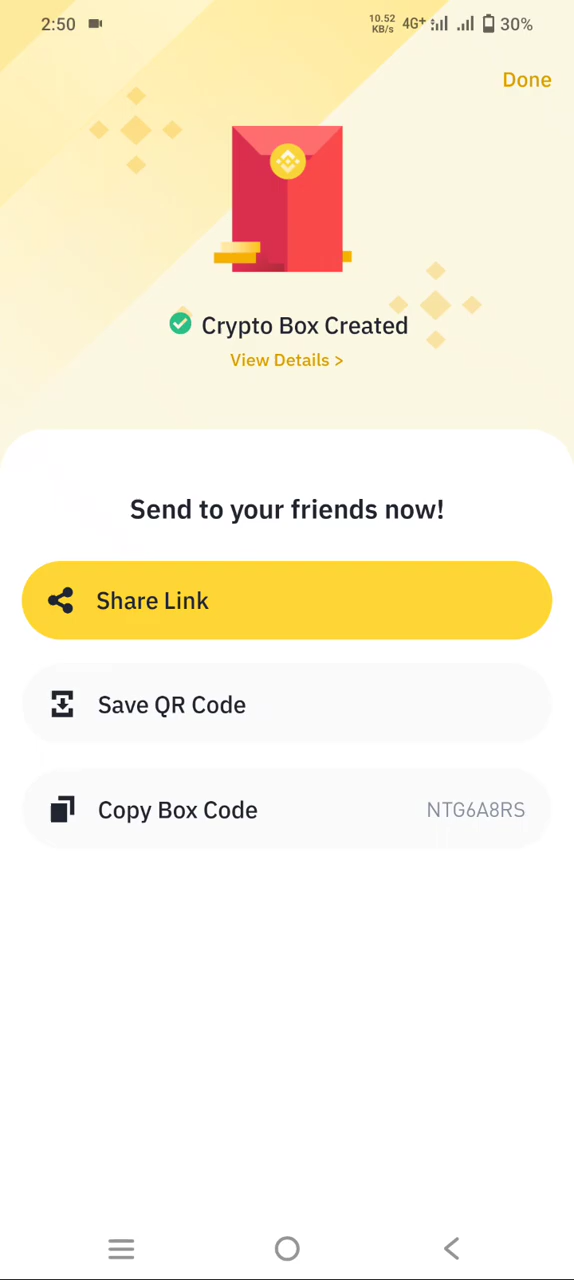 2:50
10.52
KB/s
4G+
30%
Done
Crypto Box Created
View Details >
Send to your friends now!
Share Link
Save QR Code
Copy Box Code NTG6A8RS